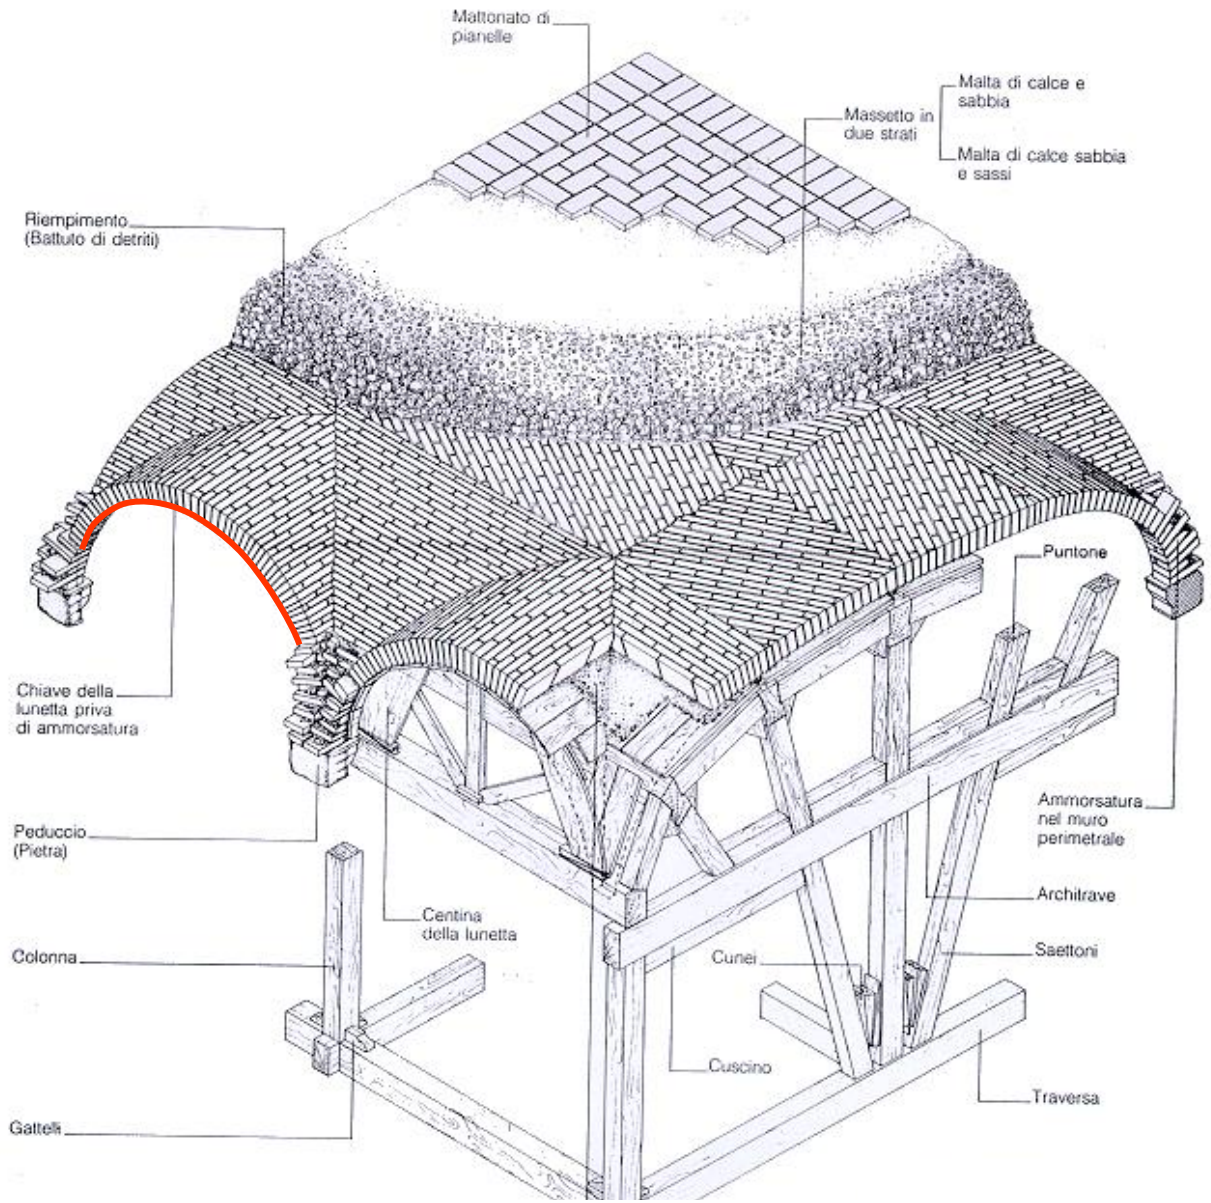 Mattonato di
pianelle
Malta di calce e
sabbia
Massetto in
due strati
Malta di calce sabbia
e sassi
Riempimento
(Battuto di detriti)
Puntone
Chiave della
lunetta priva
di ammorsatura
Ammorsatura
nel muro
perimetrale
Peduccio
(Pietra)
Architrave
Centina
della lunetta
Colonna
Cunei
Saettoni
Cuscino
Traversa
Gattelli